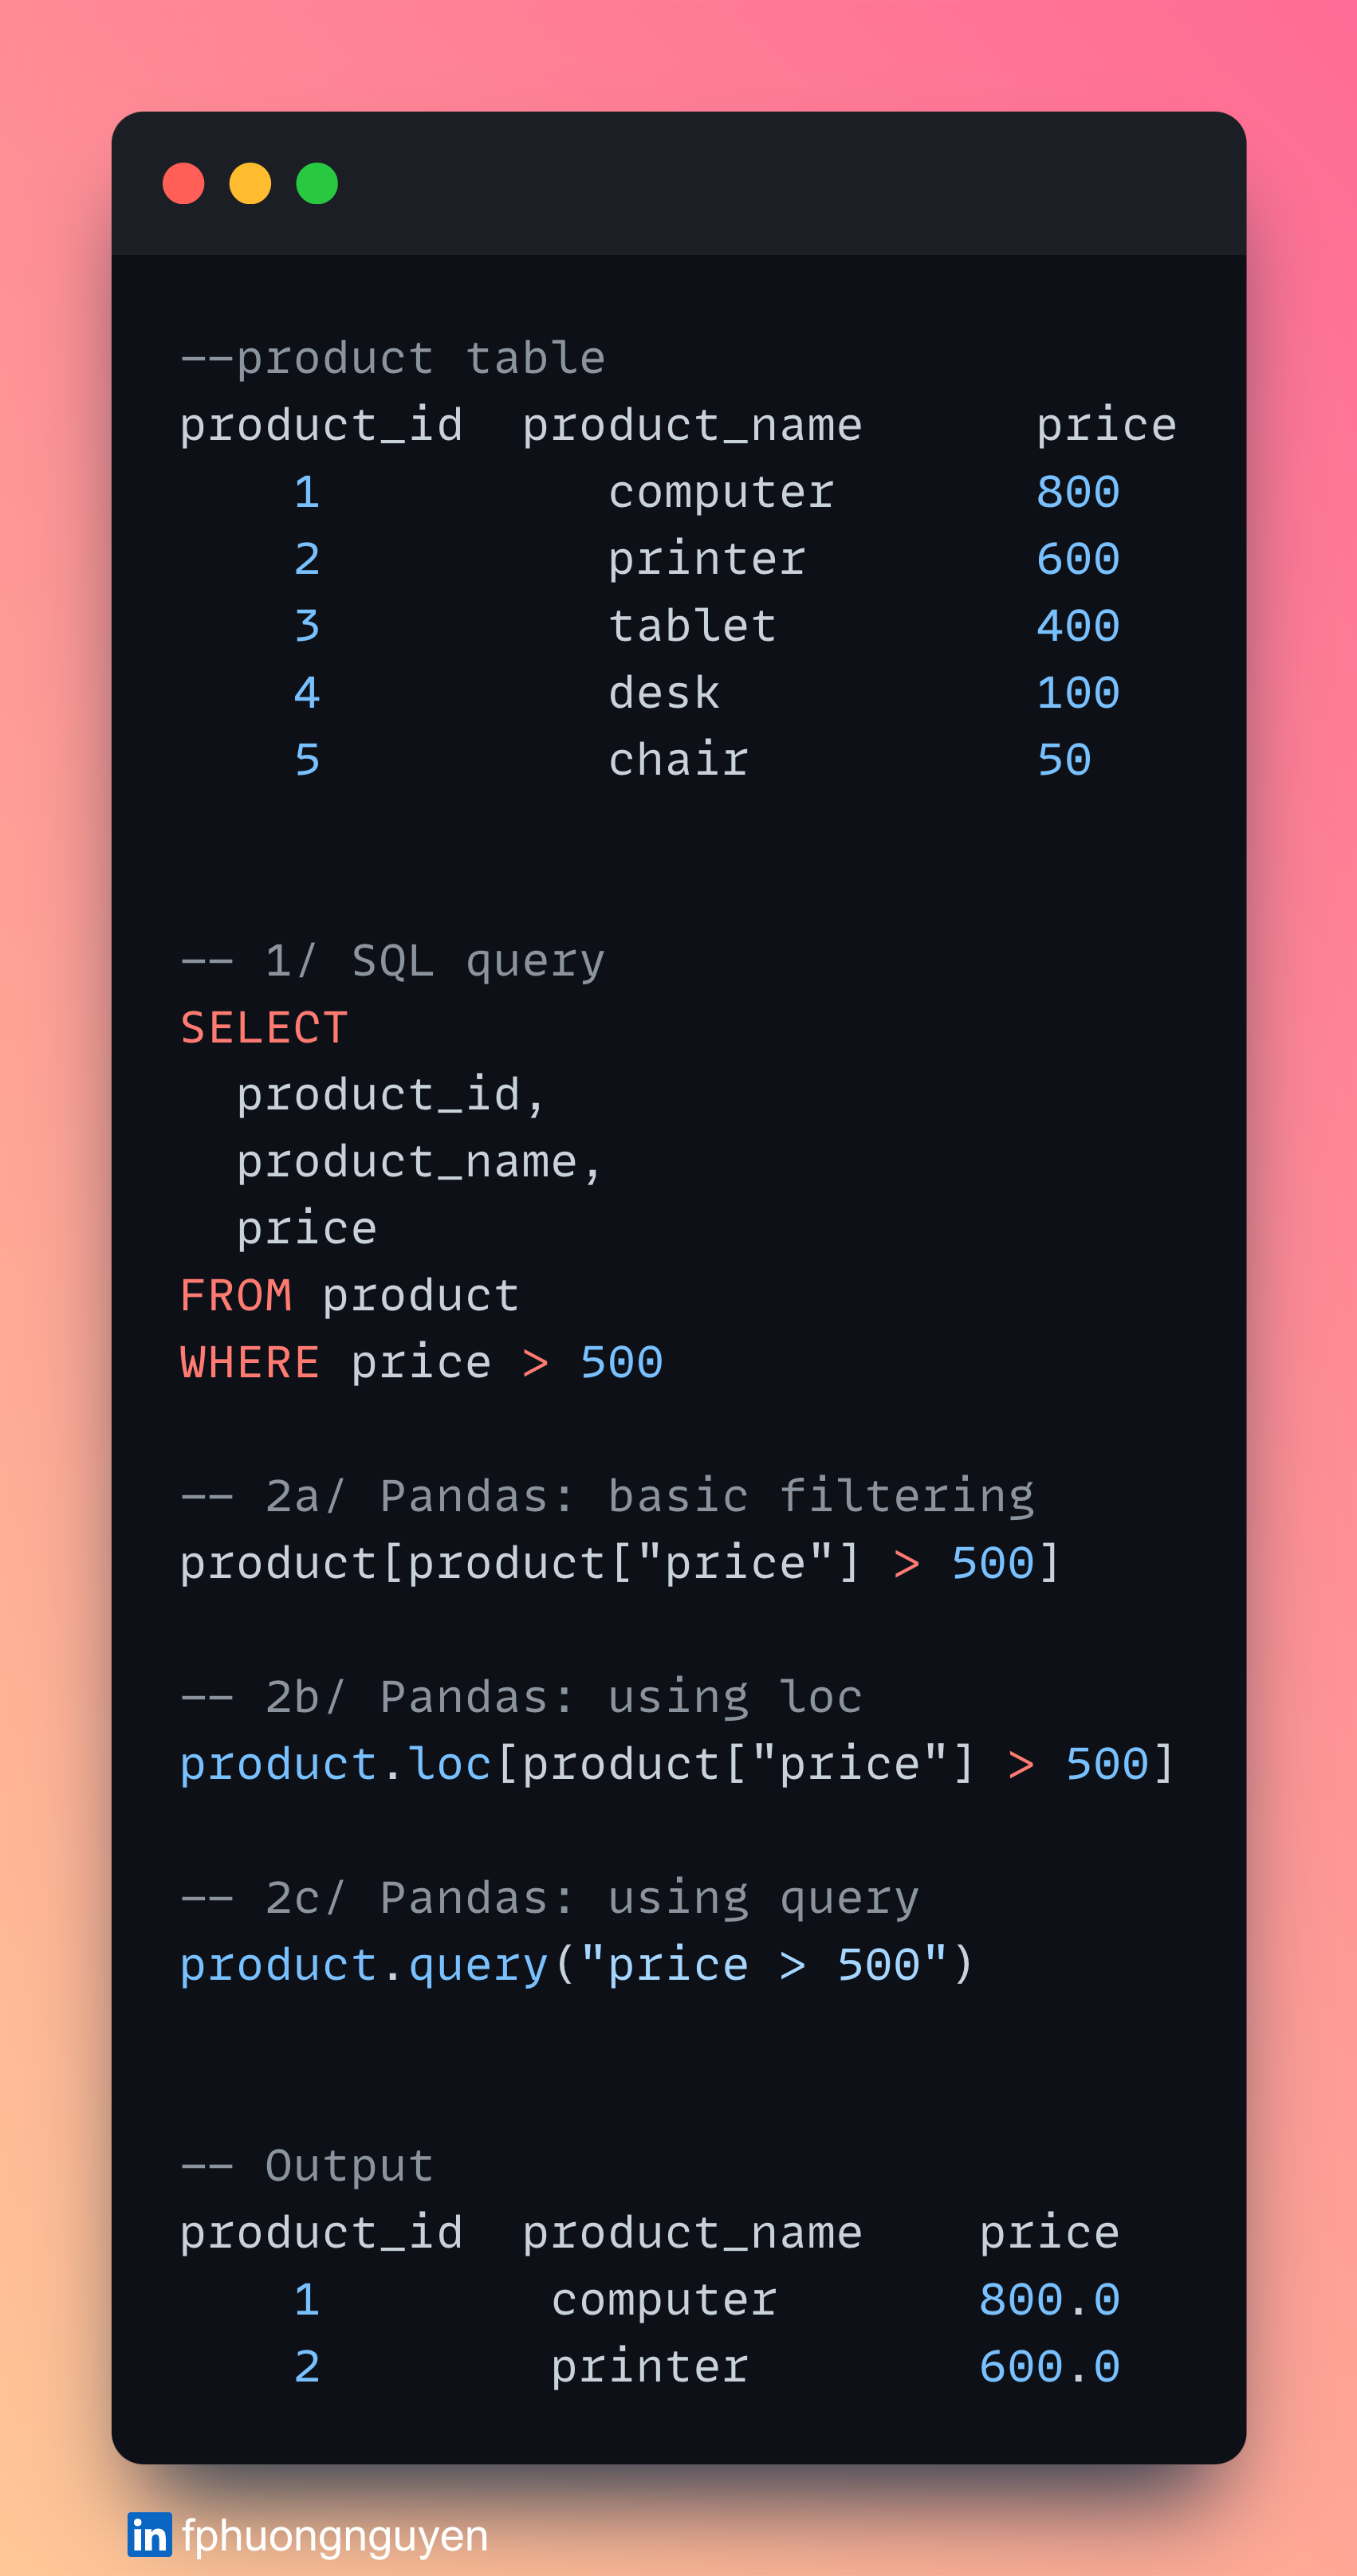 --product table
product_id  product_name      price
    1          computer       800
    2          printer        600
    3          tablet         400
    4          desk           100
    5          chair          50
-- 1/ SQL query
SELECT
  product_id,
  product_name,
  price
FROM product
WHERE price > 500
-- 2a/ Pandas: basic filtering
product[product["price"] > 500]
-- 2b/ Pandas: using loc
product.loc[product["price"] > 500]
-- 2c/ Pandas: using query
product.query("price > 500")
-- Output
product_id  product_name    price
    1        computer       800.0
    2        printer        600.0
in fphuongnguyen